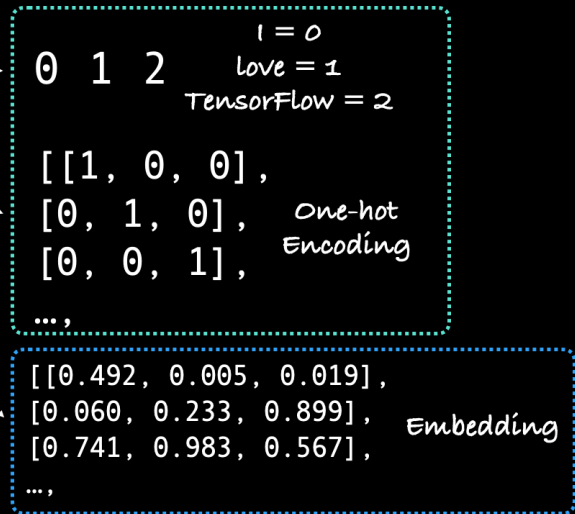 0 1 2
I = 0
love = 1
TensorFlow = 2
[[1, 0, 0],
[0, 1, 0],
[0, 0, 1],
…,
One-hot
Encoding
[[0.492, 0.005, 0.019],
[0.060, 0.233, 0.899],
[0.741, 0.983, 0.567],
…,
Embedding